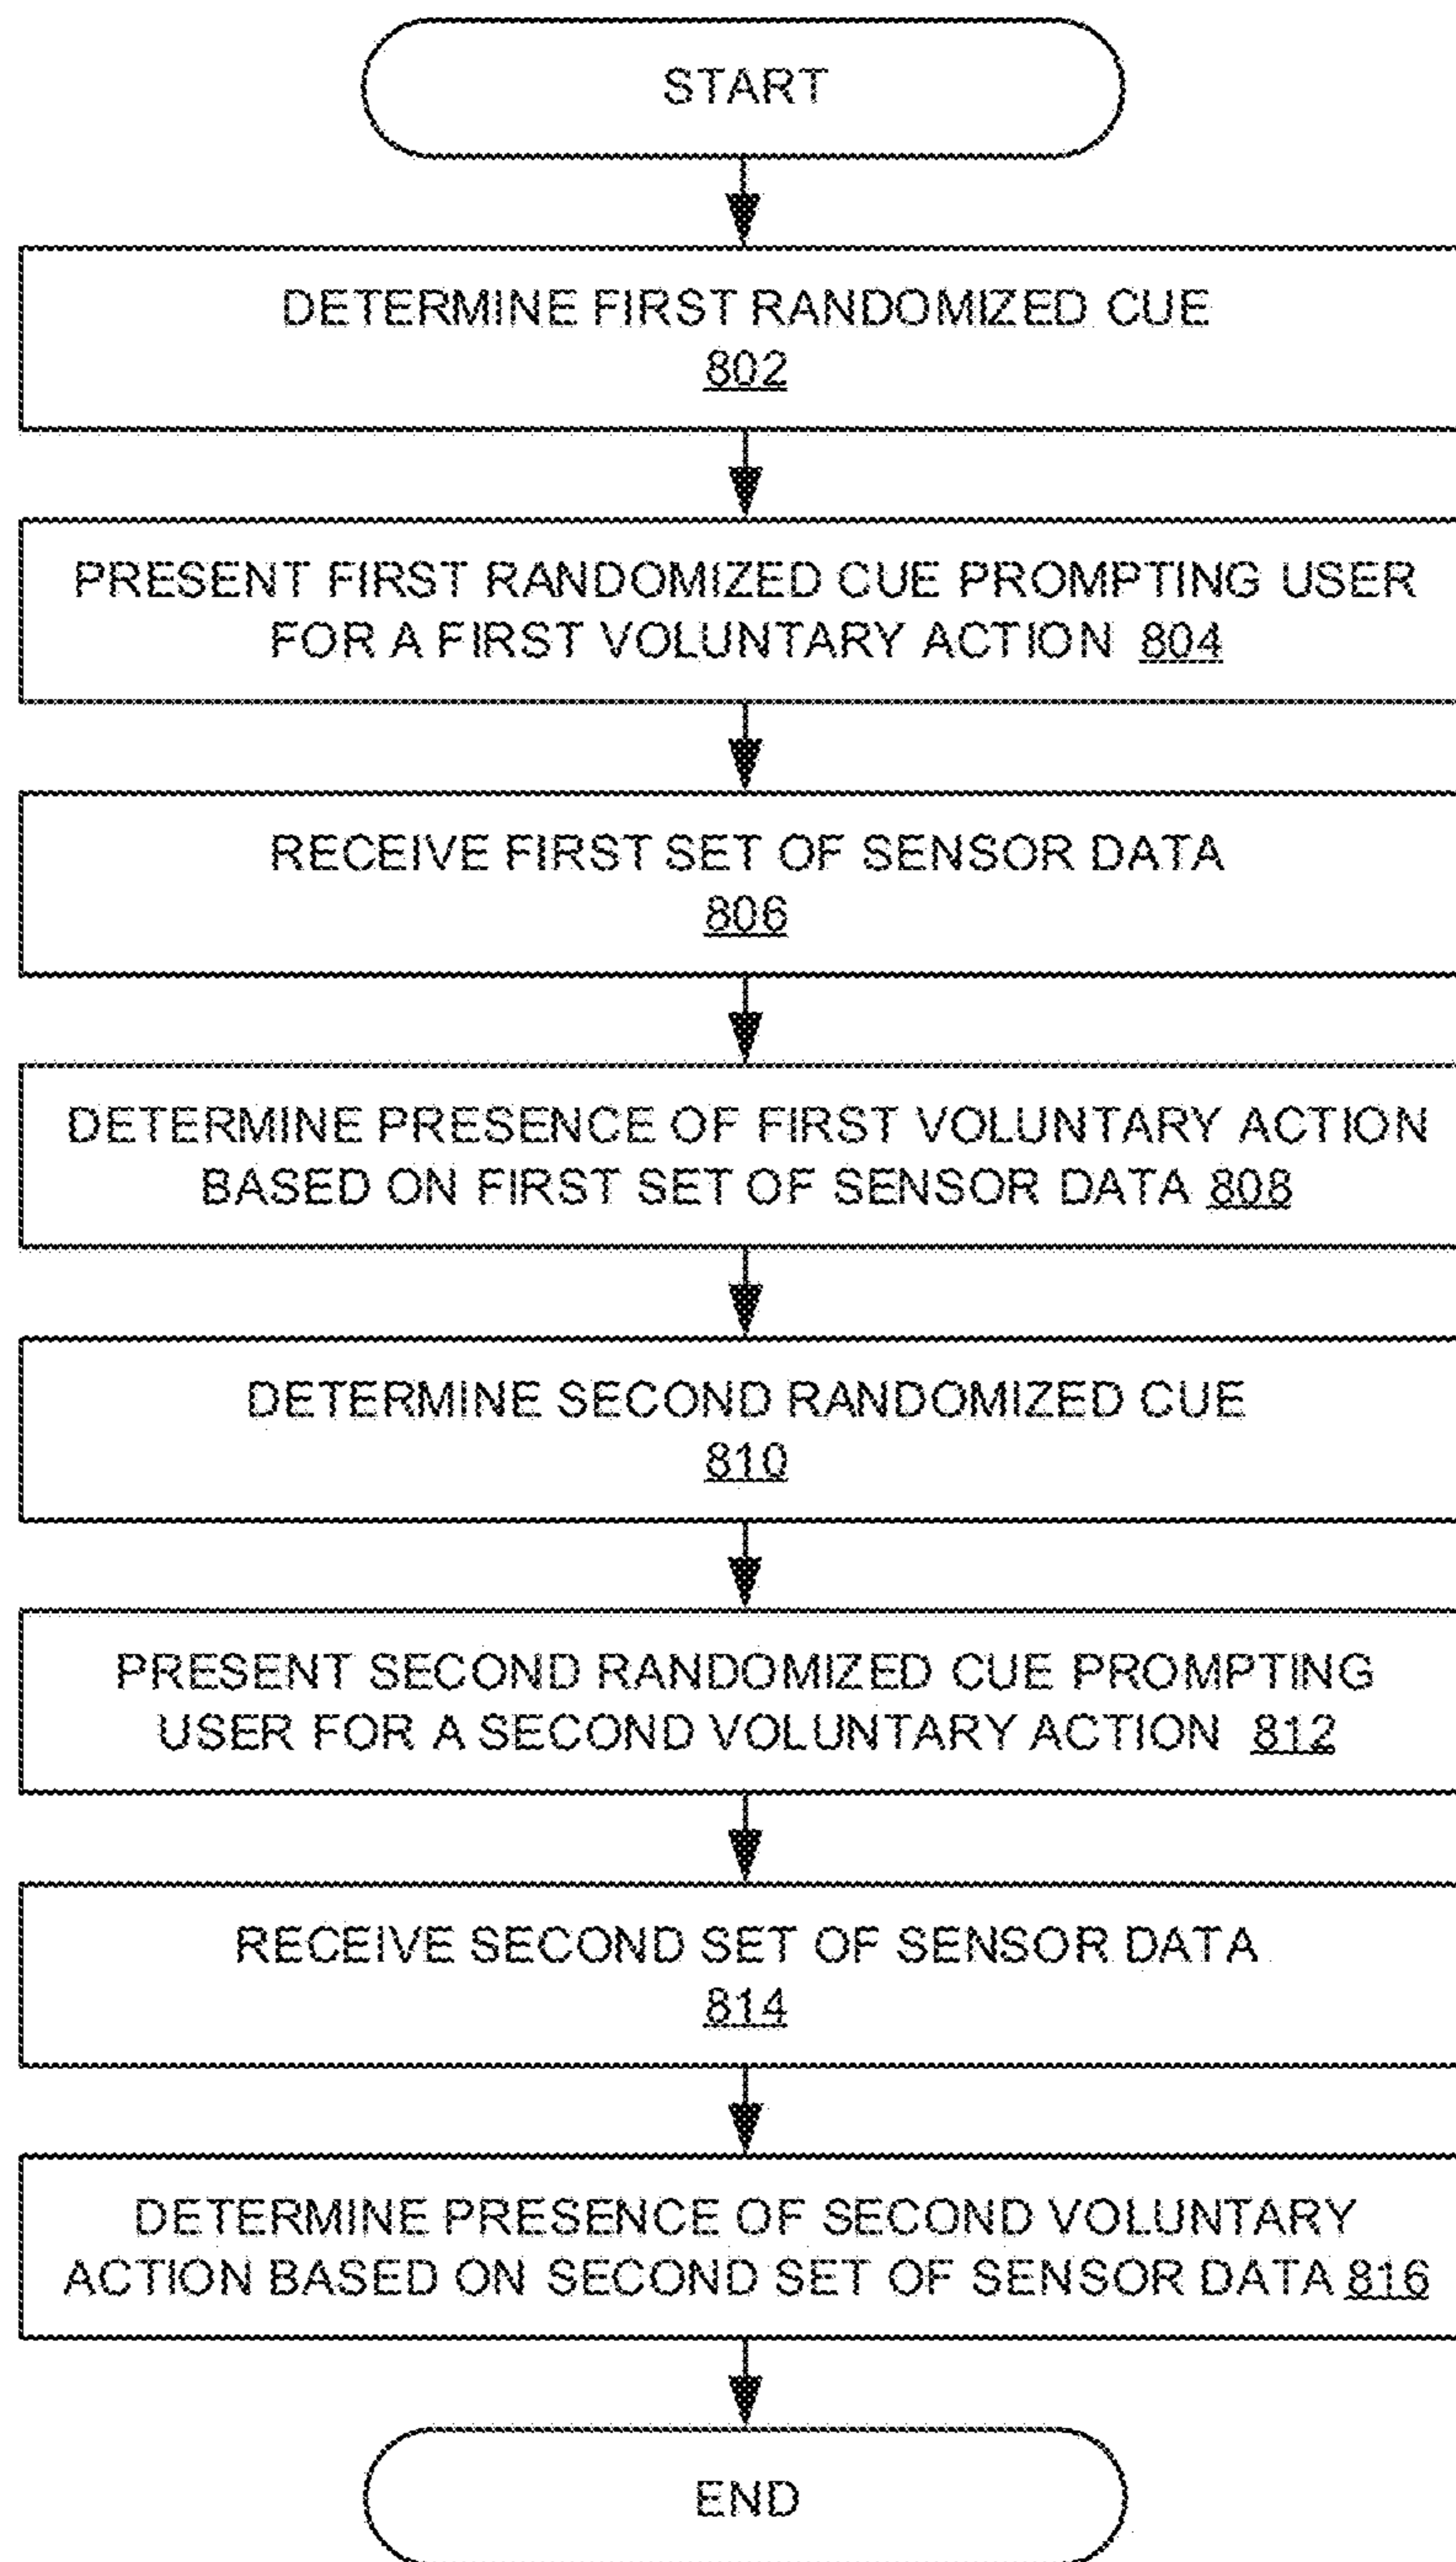 START
DETERMINE FIRST RANDOMIZED CUE
802
PRESENT FIRST RANDOMIZED CUE PROMPTING USER
FOR A FIRST VOLUNTARY ACTION 804
RECEIVE FIRST SET OF SENSOR DATA
806
DETERMINE PRESENCE OF FIRST VOLUNTARY ACTION
BASED ON FIRST SET OF SENSOR DATA 808
DETERMINE SECOND RANDOMIZED CUE
810
PRESENT SECOND RANDOMIZED CUE PROMPTING
USER FOR A SECOND VOLUNTARY ACTION 812
RECEIVE SECOND SET OF SENSOR DATA
814
DETERMINE PRESENCE OF SECOND VOLUNTARY
ACTION BASED ON SECOND SET OF SENSOR DATA 816
END